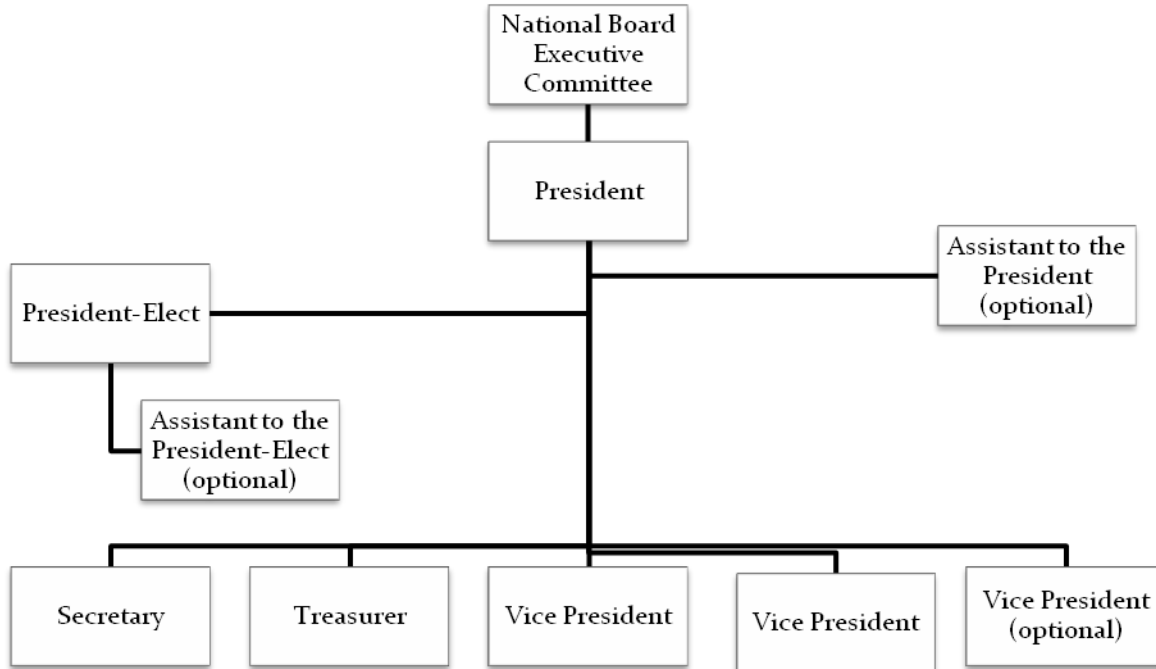 National Board
Executive
Committee
President
Assistant to the
President
(optional)
President-Elect
Assistant to the
President-Elect
(optional)
Secretary
Treasurer
Vice President
Vice President
Vice President
(optional)